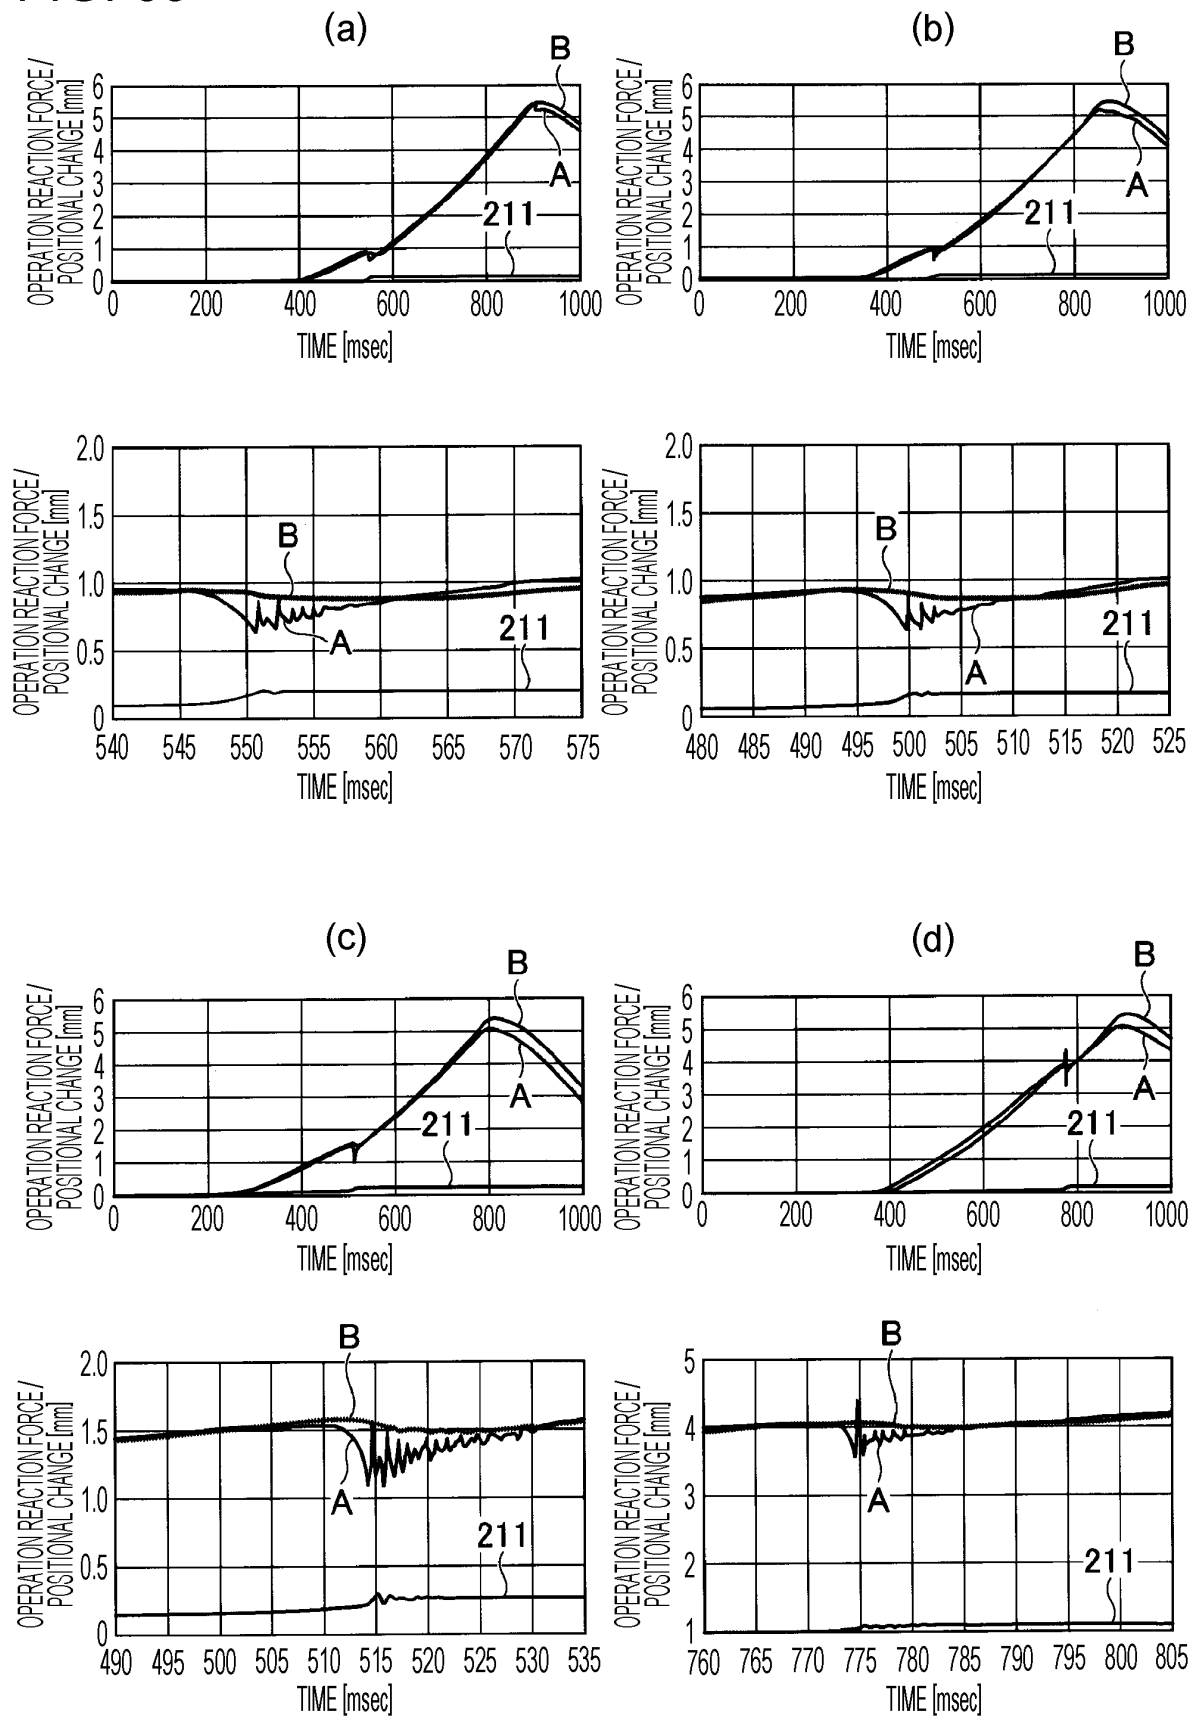 (a)
B
OPERATION REACTION FORCE/
POSITIONAL CHANGE [mm]
6
5
4
3
2
1
0
A
211
0 200 400 600 800 1000
TIME [msec]
(b)
B
OPERATION REACTION FORCE/
POSITIONAL CHANGE [mm]
6
5
4
3
2
1
0
A
211
0 200 400 600 800 1000
TIME [msec]
OPERATION REACTION FORCE/
POSITIONAL CHANGE [mm]
2.0
1.5
1.0
0.5
0
B
A
211
540 545 550 555 560 565 570 575
TIME [msec]
OPERATION REACTION FORCE/
POSITIONAL CHANGE [mm]
2.0
1.5
1.0
0.5
0
B
A
211
480 485 490 495 500 505 510 515 520 525
TIME [msec]
(c)
B
OPERATION REACTION FORCE/
POSITIONAL CHANGE [mm]
6
5
4
3
2
1
0
A
211
0 200 400 600 800 1000
TIME [msec]
(d)
B
OPERATION REACTION FORCE/
POSITIONAL CHANGE [mm]
6
5
4
3
2
1
0
A
211
0 200 400 600 800 1000
TIME [msec]
OPERATION REACTION FORCE/
POSITIONAL CHANGE [mm]
2.0
1.5
1.0
0.5
0
B
A
211
490 495 500 505 510 515 520 525 530 535
TIME [msec]
OPERATION REACTION FORCE/
POSITIONAL CHANGE [mm]
5
4
3
2
1
B
A
211
760 765 770 775 780 785 790 795 800 805
TIME [msec]